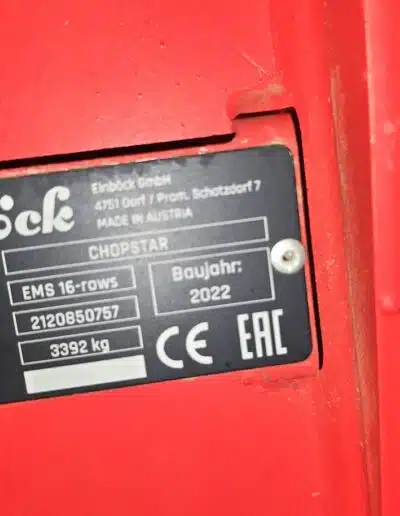 öck
Einböck GmbH
4751 Dorf / Pram, Schatzdorf 7
MADE IN AUSTRIA
CHOPSTAR
EMS 16-rows
Baujahr:
2022
2120850757
3392 kg
CE EAC